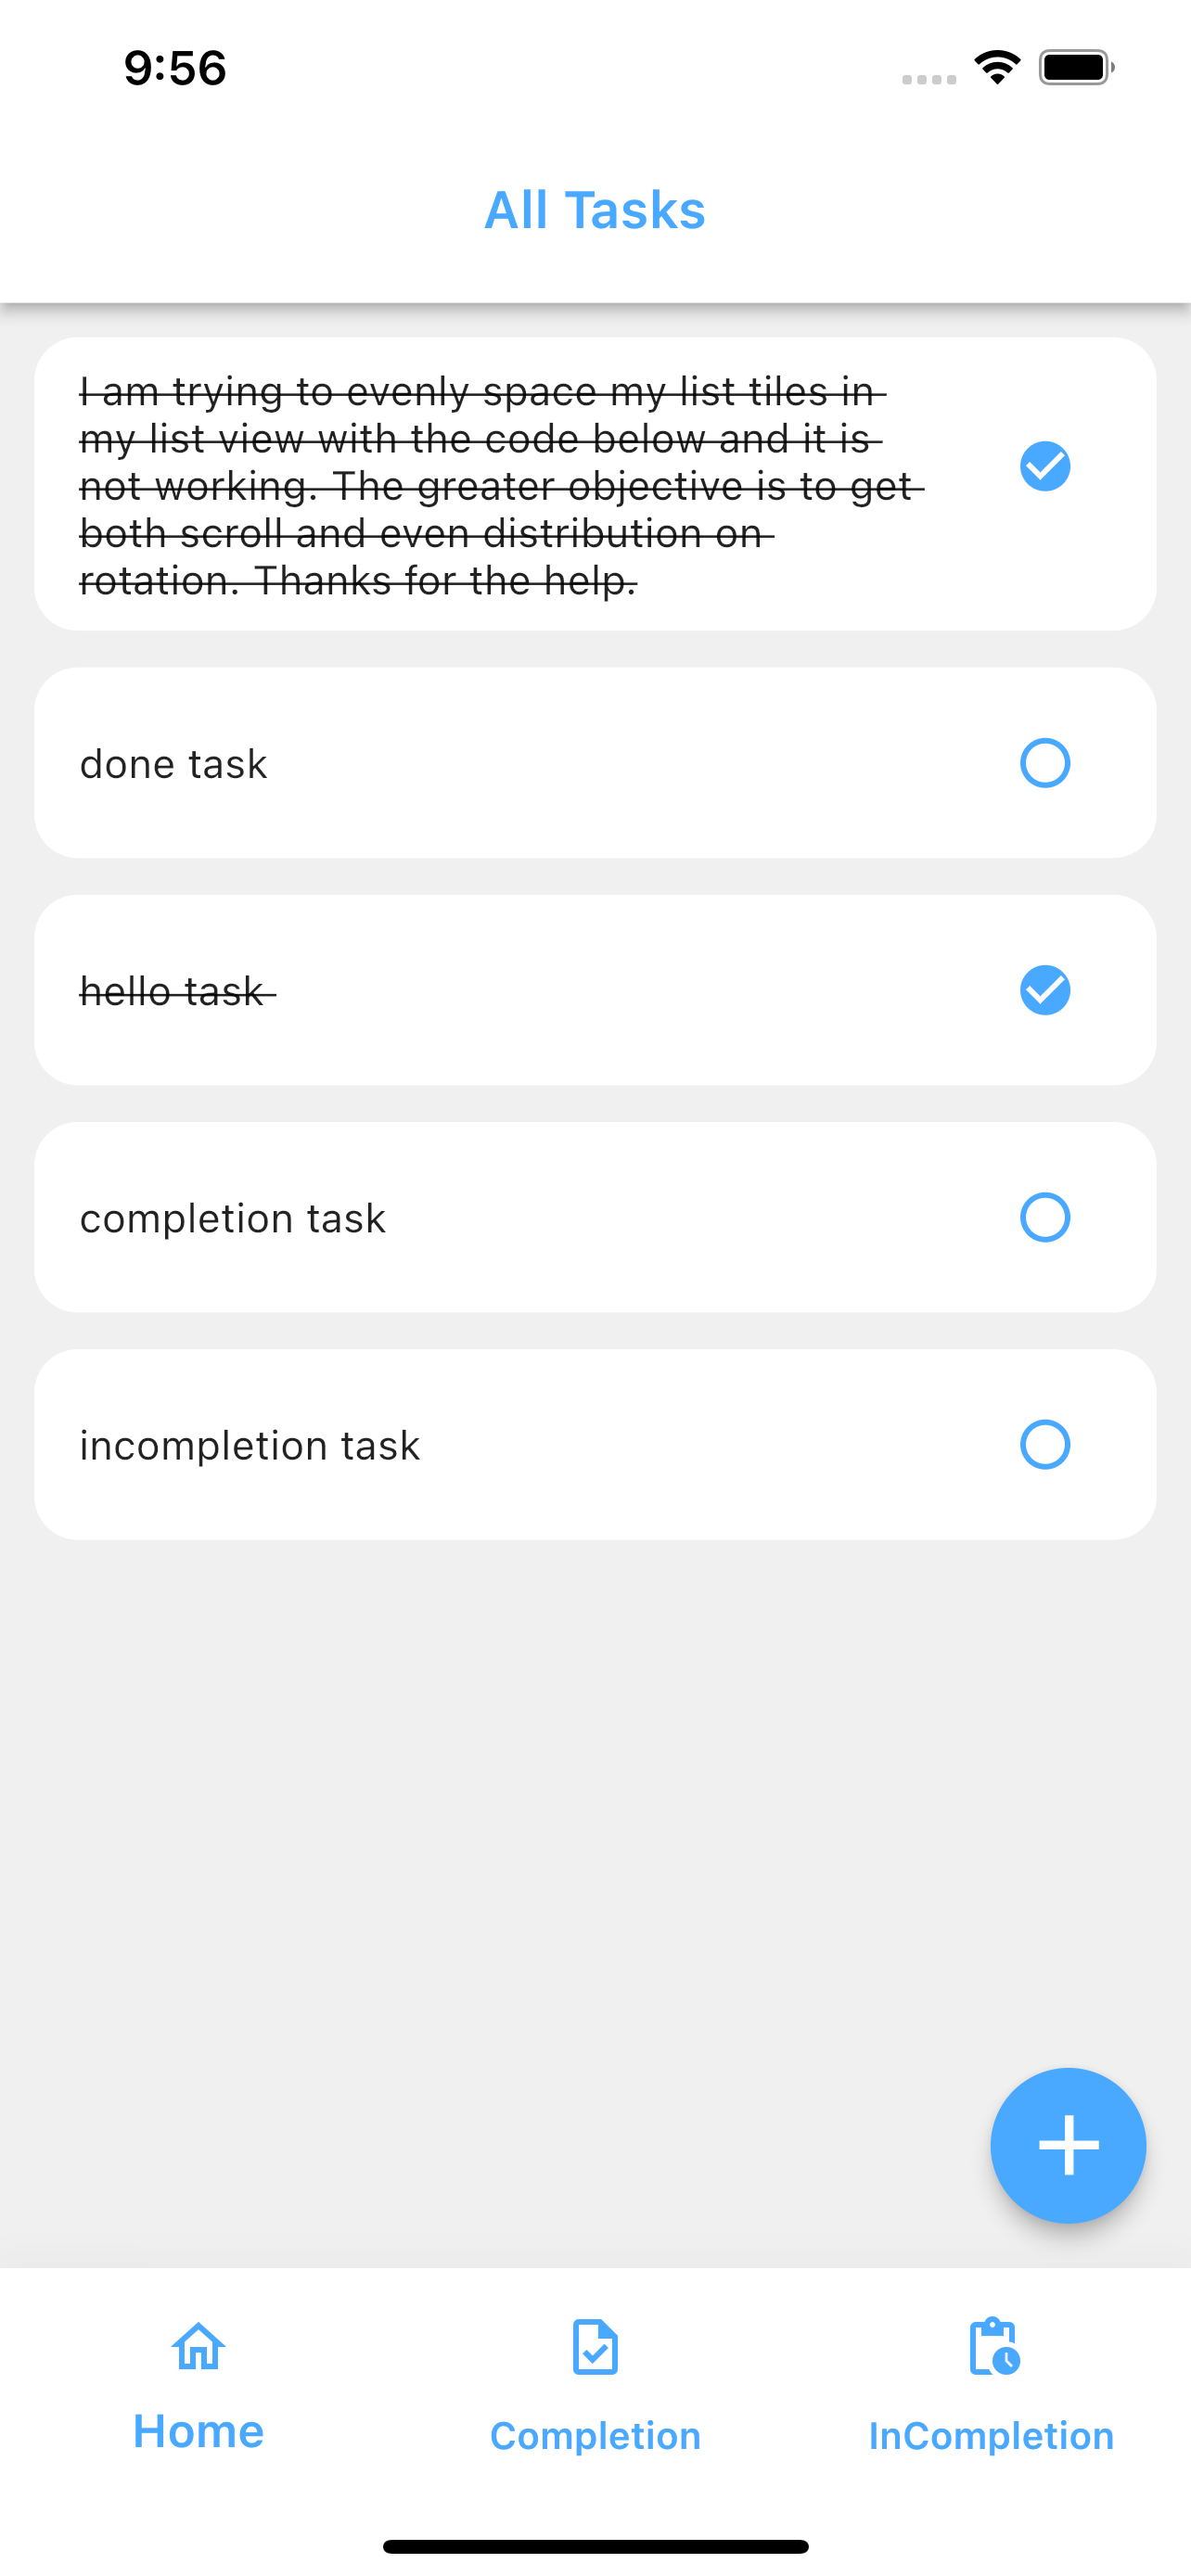 9:56
All Tasks
I am trying to evenly space my list tiles in
my list view with the code below and it is
not working. The greater objective is to get
both scroll and even distribution on
rotation. Thanks for the help.
done task
hello task
completion task
incompletion task
Home
Completion
InCompletion